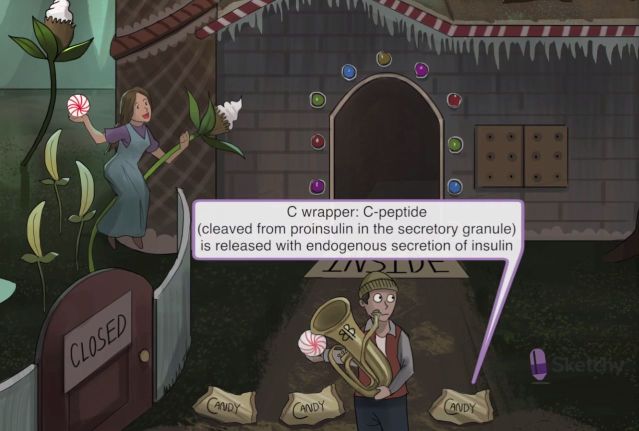 C wrapper: C-peptide
(cleaved from proinsulin in the secretory granule)
is released with endogenous secretion of insulin
INSIDE
CLOSED
Sketchy
CANDY
CANDY
CANDY